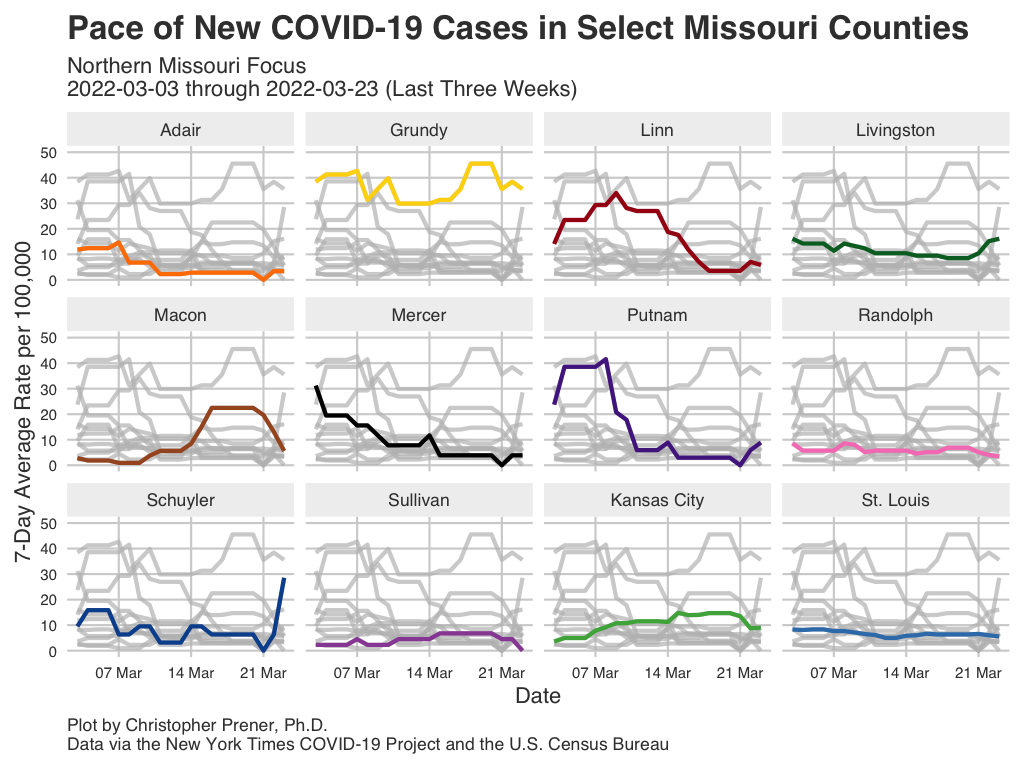 Pace of New COVID-19 Cases in Select Missouri Counties
Northern Missouri Focus
2022-03-03 through 2022-03-23 (Last Three Weeks)
7-Day Average Rate per 100,000
Adair Grundy Linn Livingston
50
40
30
20
10
0
Macon Mercer Putnam Randolph
50
40
30
20
10
0
Schuyler Sullivan Kansas City St. Louis
50
40
30
20
10
0
07 Mar 14 Mar 21 Mar 07 Mar 14 Mar 21 Mar 07 Mar 14 Mar 21 Mar 07 Mar 14 Mar 21 Mar
Date
Plot by Christopher Prener, Ph.D.
Data via the New York Times COVID-19 Project and the U.S. Census Bureau